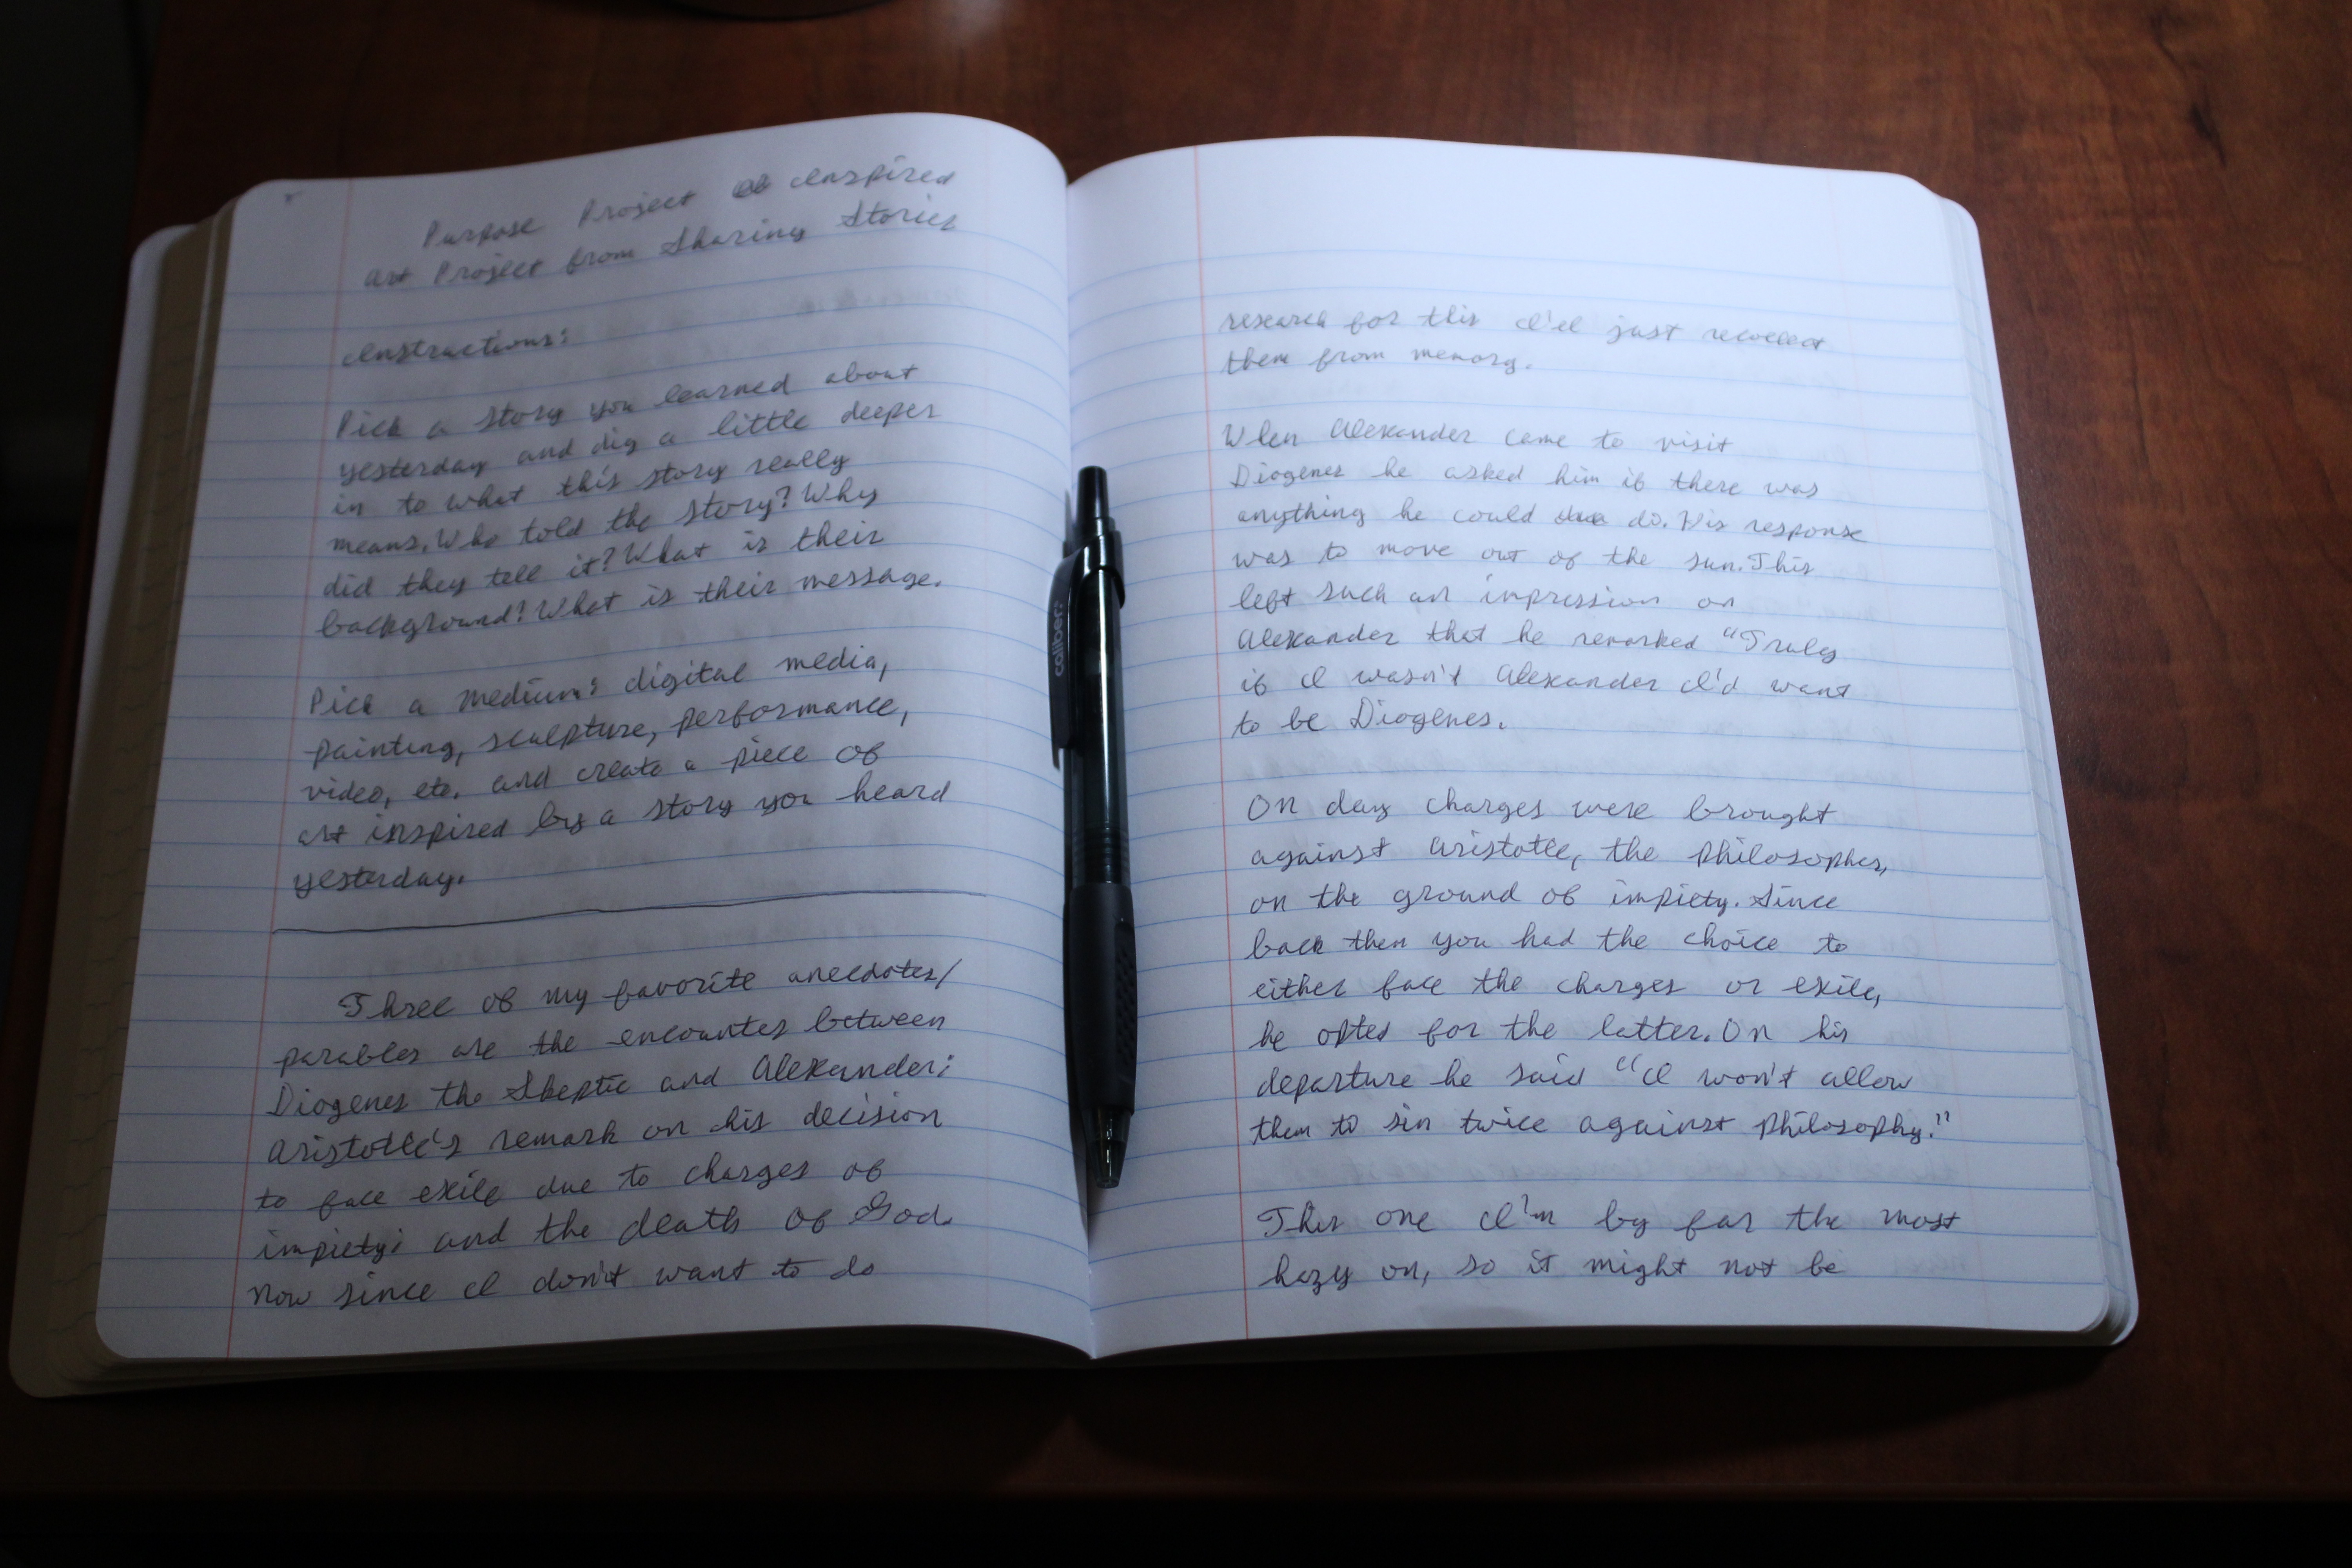 Purpose Project Inspired
Art Project from Sharing Stories
Instructions:
Pick a story you learned about
yesterday and dig a little deeper
in to what this story really
means. Who told the story? Why
did they tell it? What is their
background? What is their message.
Pick a medium: digital media,
painting, sculpture, performance,
video, etc. and create a piece of
art inspired by a story you heard
yesterday.
Three of my favorite anecdotes/
parables are the encounter between
Diogenes the Skeptic and Alexander;
Aristotle's remark on his decision
to face exile due to charges of
impiety; and the death of God.
Now since I don't want to do
research for this I'll just recollect
them from memory.
When Alexander came to visit
Diogenes he asked him if there was
anything he could do. His response
was to move out of the sun. This
left such an impression on
Alexander that he remarked "Truly
if I wasn't Alexander I'd want
to be Diogenes.
On day charges were brought
against Aristotle, the Philosopher,
on the ground of impiety. Since
back then you had the choice to
either face the charges or exile,
he opted for the latter. On his
departure he said "I won't allow
them to sin twice against Philosophy."
This one I'm by far the most
hazy on, so it might not be
caliber